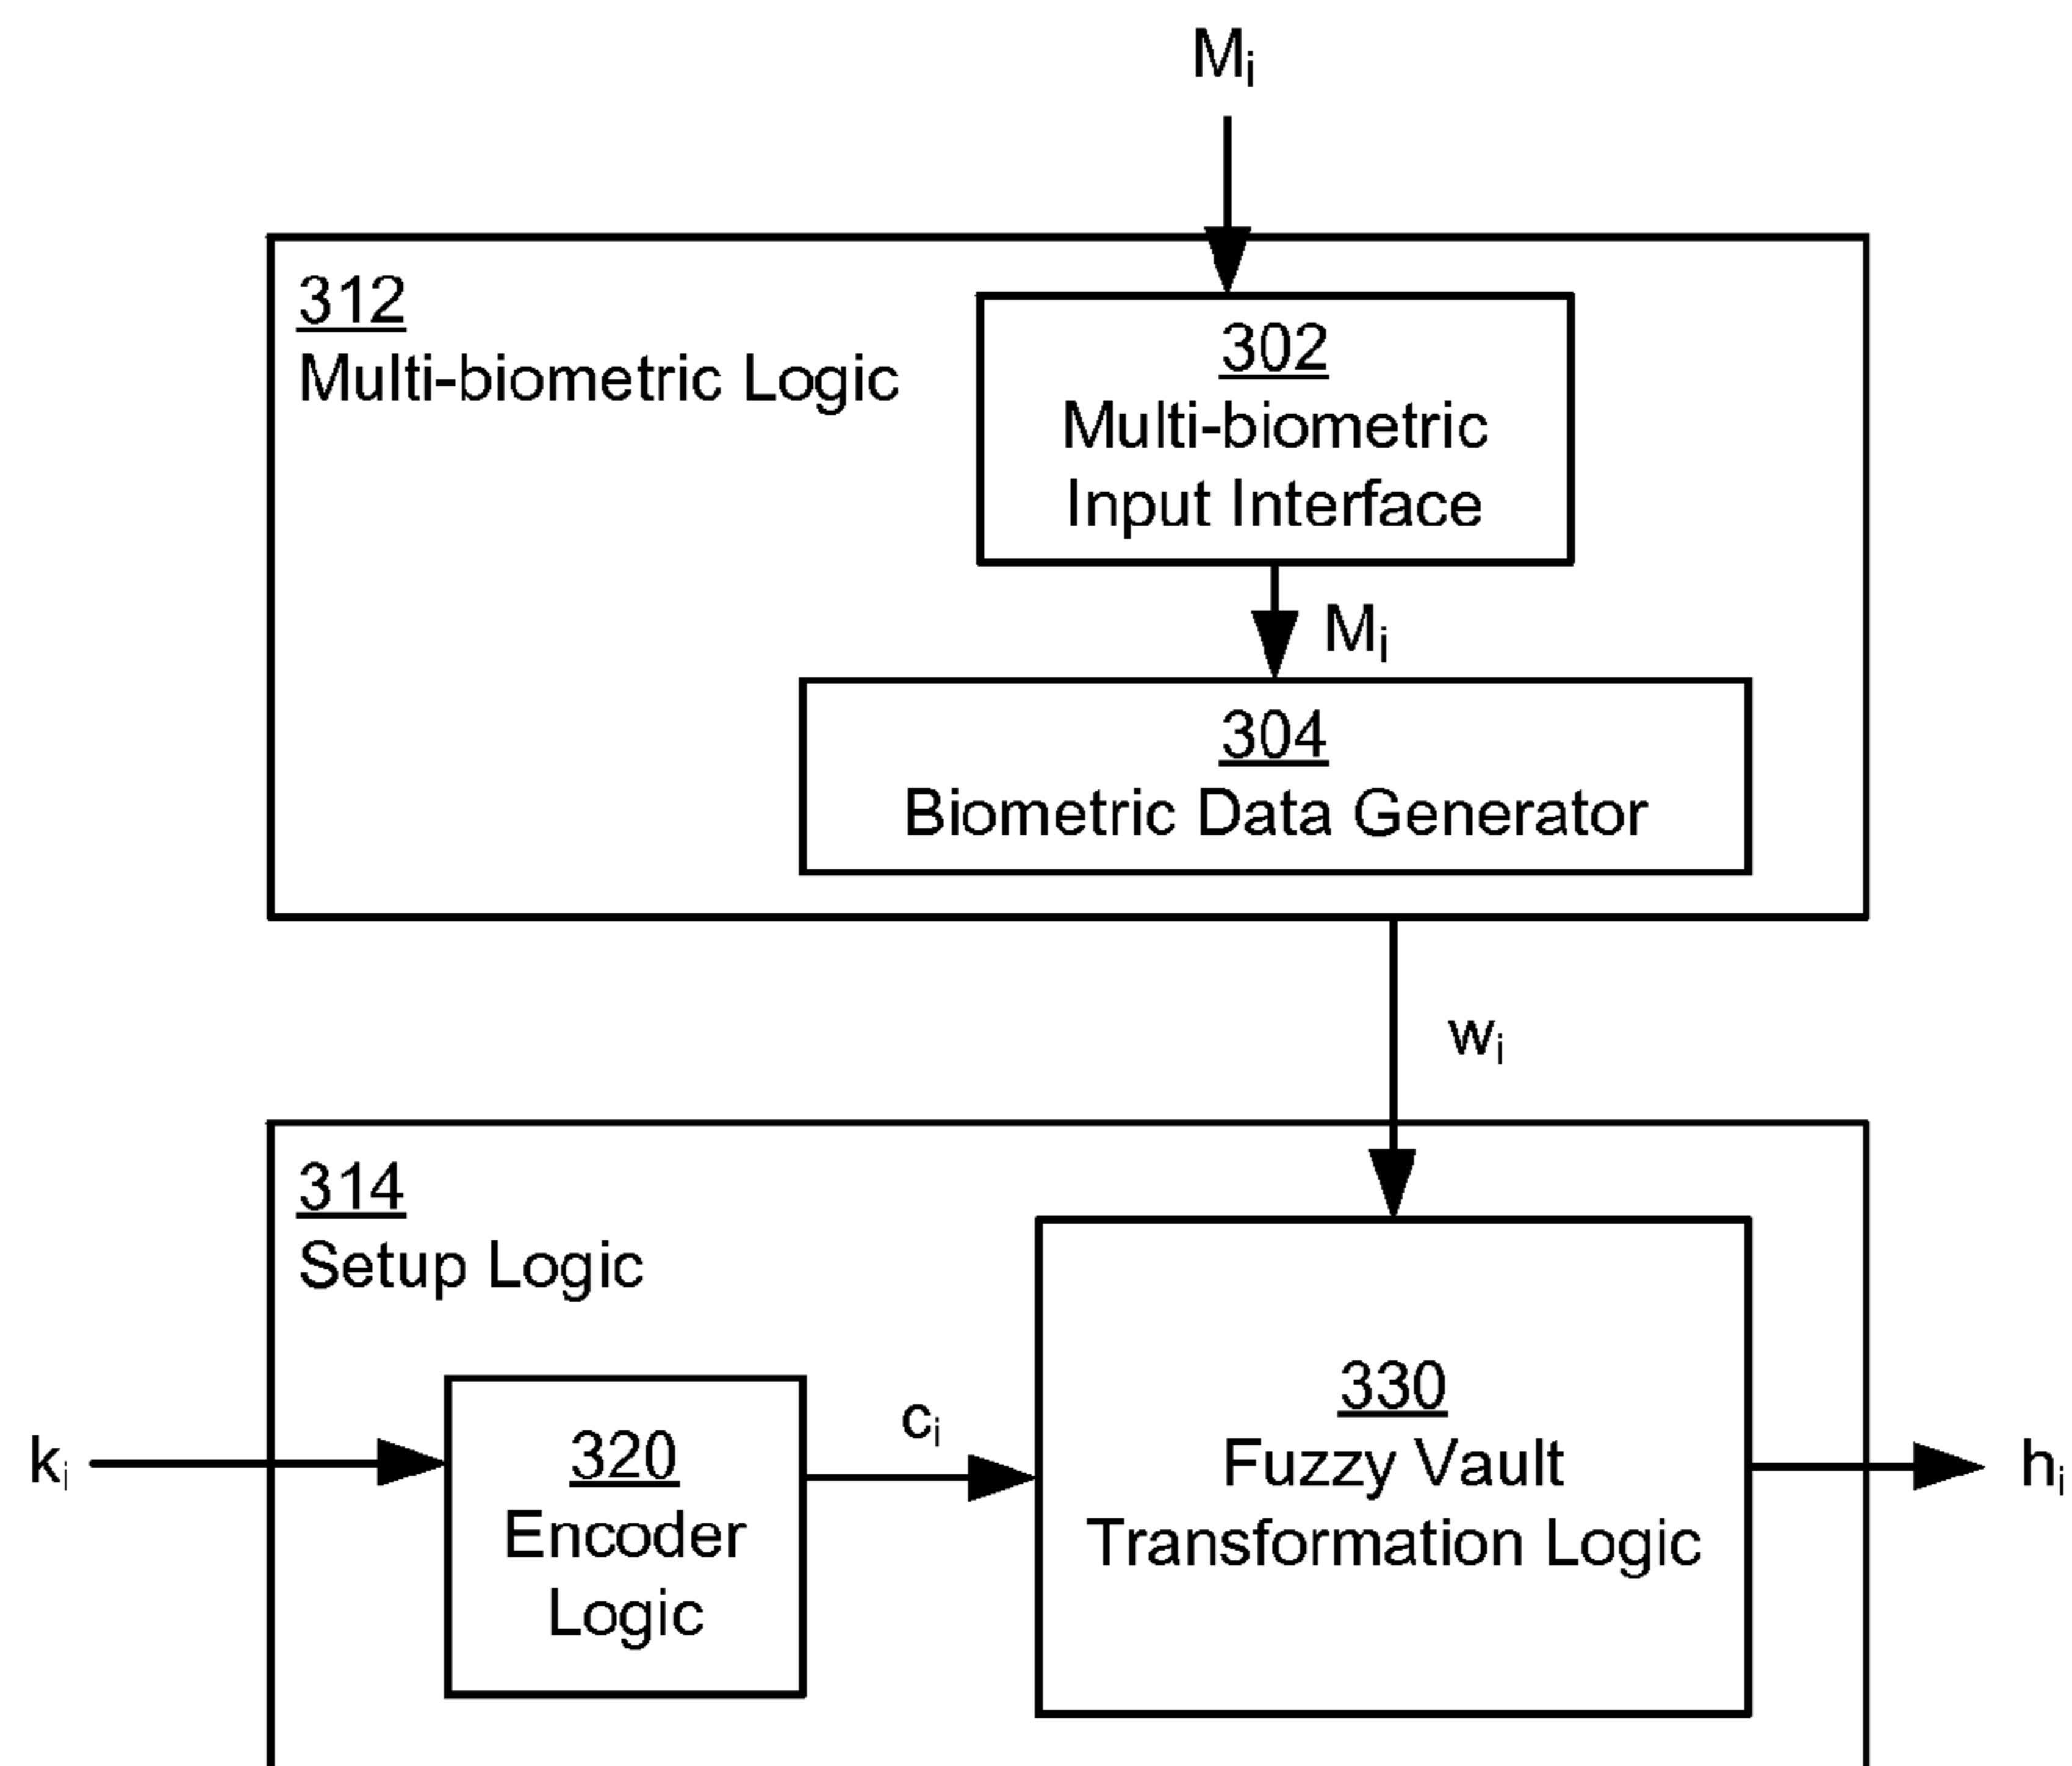 Mi
312
Multi-biometric Logic
302
Multi-biometric
Input Interface
Mi
304
Biometric Data Generator
wi
314
Setup Logic
ki
320
Encoder
Logic
ci
330
Fuzzy Vault
Transformation Logic
hi